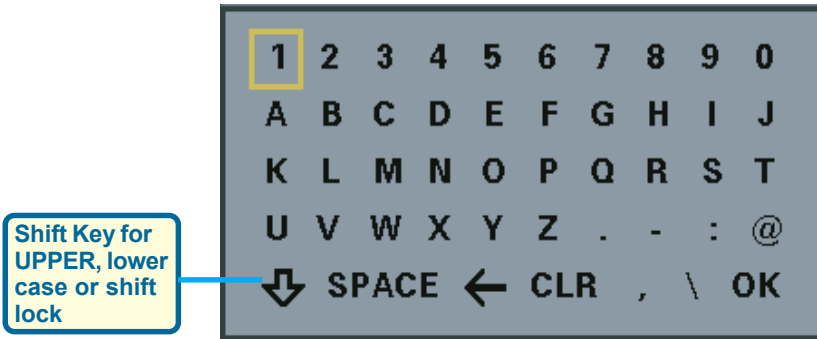 1 2 3 4 5 6 7 8 9 0
A B C D E F G H I J
K L M N O P Q R S T
U V W X Y Z . - : @
SPACE ← CLR , \ OK
Shift Key for
UPPER, lower
case or shift
lock